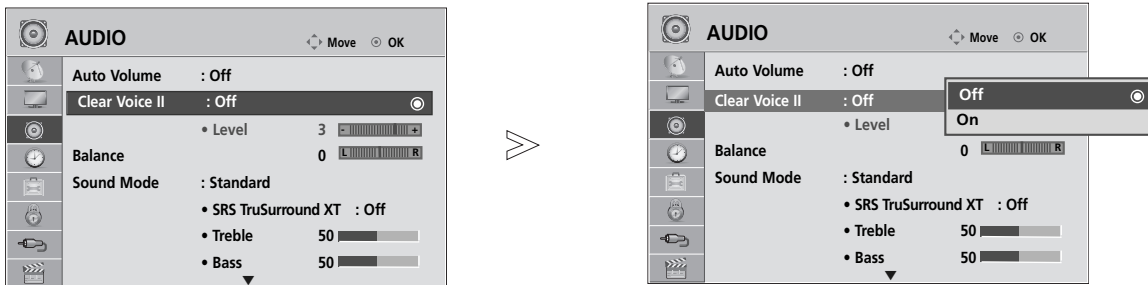 AUDIO
Move OK
Auto Volume : Off
Clear Voice II : Off
• Level 3 - +
Balance 0 L R
Sound Mode : Standard
• SRS TruSurround XT : Off
• Treble 50
• Bass 50
AUDIO
Move OK
Auto Volume : Off
Clear Voice II : Off
Off
On
• Level
Balance 0 L R
Sound Mode : Standard
• SRS TruSurround XT : Off
• Treble 50
• Bass 50